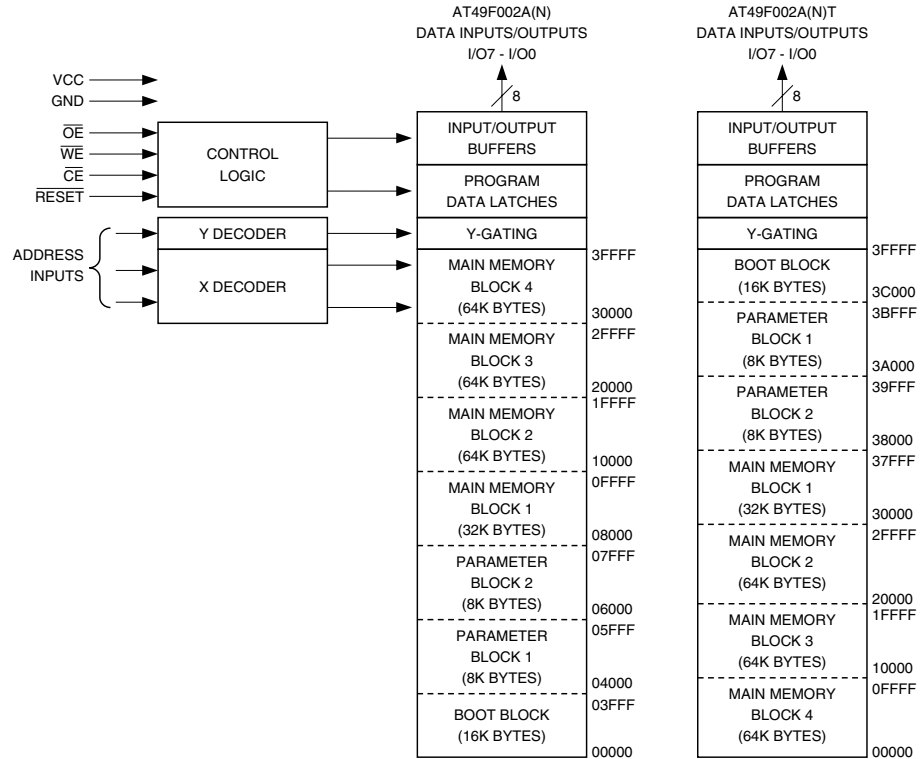 AT49F002A(N)
DATA INPUTS/OUTPUTS
I/O7 - I/O0
8
AT49F002A(N)T
DATA INPUTS/OUTPUTS
I/O7 - I/O0
8
VCC
GND
OE
WE
CE
RESET
ADDRESS
INPUTS
CONTROL
LOGIC
Y DECODER
X DECODER
INPUT/OUTPUT
BUFFERS
PROGRAM
DATA LATCHES
Y-GATING
3FFFF
MAIN MEMORY
BLOCK 4
(64K BYTES)
30000
2FFFF
MAIN MEMORY
BLOCK 3
(64K BYTES)
20000
1FFFF
MAIN MEMORY
BLOCK 2
(64K BYTES)
10000
0FFFF
MAIN MEMORY
BLOCK 1
(32K BYTES)
08000
07FFF
PARAMETER
BLOCK 2
(8K BYTES)
06000
05FFF
PARAMETER
BLOCK 1
(8K BYTES)
04000
03FFF
BOOT BLOCK
(16K BYTES)
00000
INPUT/OUTPUT
BUFFERS
PROGRAM
DATA LATCHES
Y-GATING
3FFFF
BOOT BLOCK
(16K BYTES)
3C000
3BFFF
PARAMETER
BLOCK 1
(8K BYTES)
3A000
39FFF
PARAMETER
BLOCK 2
(8K BYTES)
38000
37FFF
MAIN MEMORY
BLOCK 1
(32K BYTES)
30000
2FFFF
MAIN MEMORY
BLOCK 2
(64K BYTES)
20000
1FFFF
MAIN MEMORY
BLOCK 3
(64K BYTES)
10000
0FFFF
MAIN MEMORY
BLOCK 4
(64K BYTES)
00000